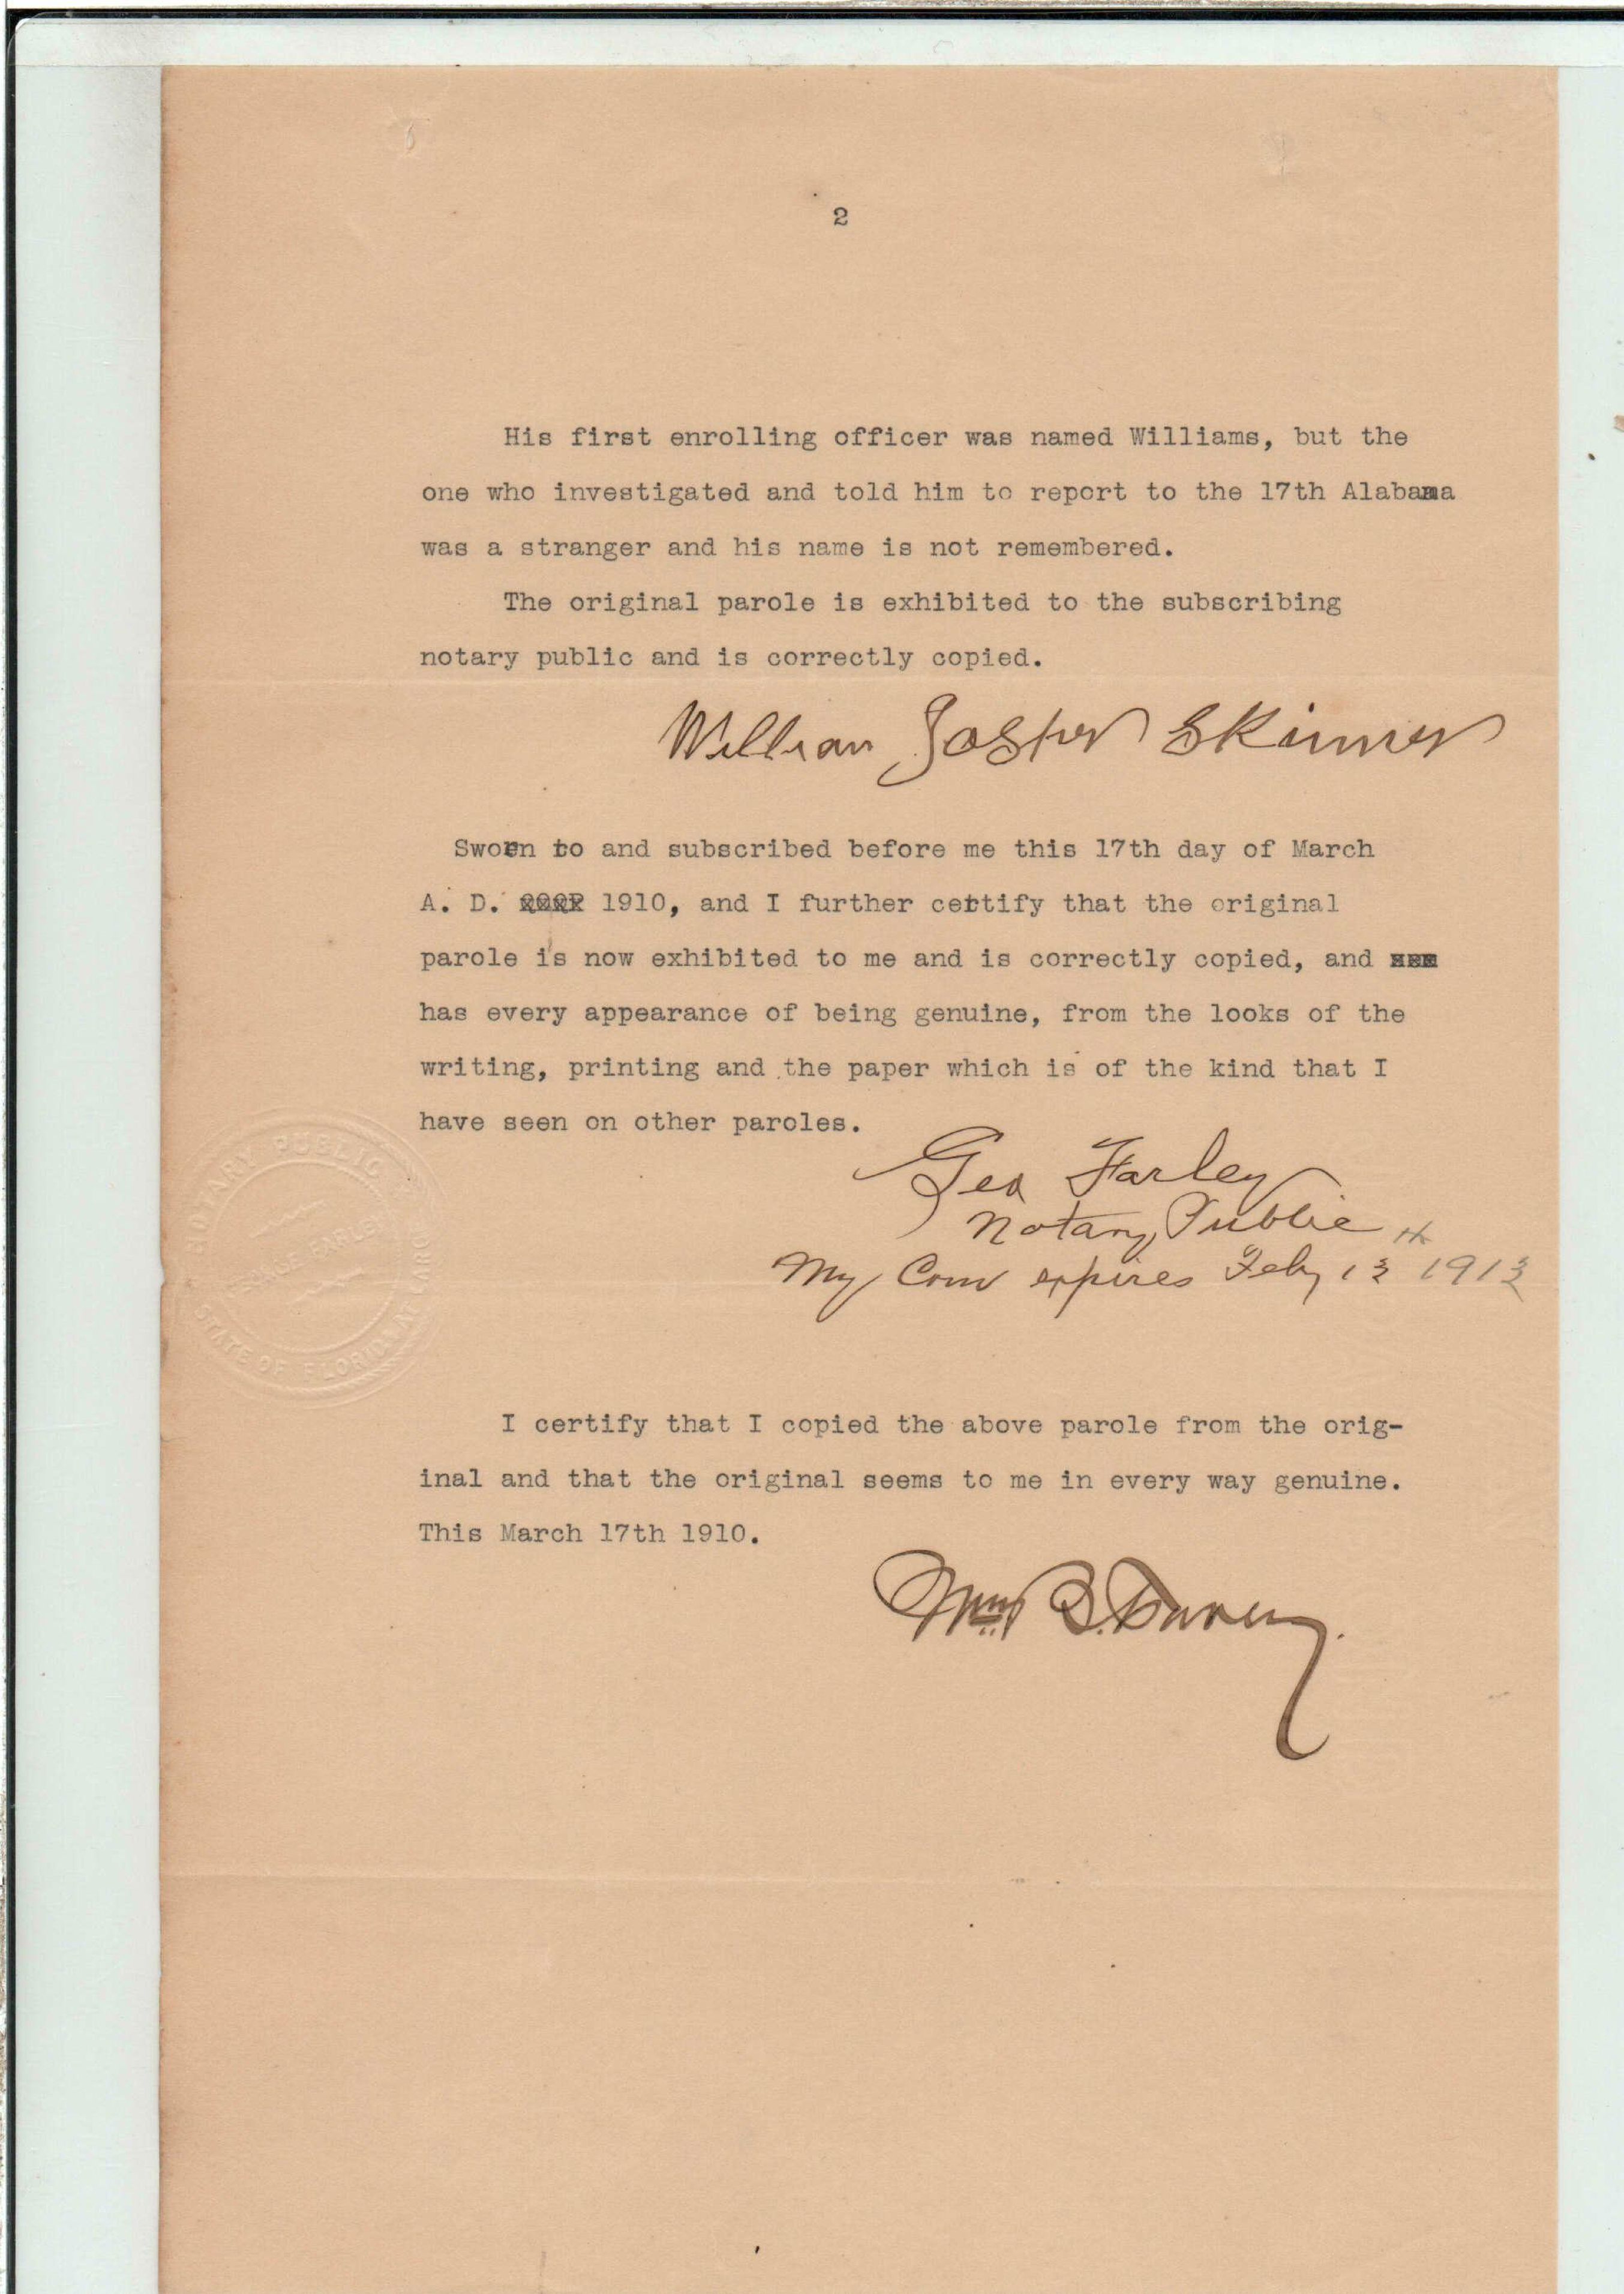 2
His first enrolling officer was named Williams, but the
one who investigated and told him to report to the 17th Alabama
was a stranger and his name is not remembered.
The original parole is exhibited to the subscribing
notary public and is correctly copied.
William Jasper Skinner
Sworn to and subscribed before me this 17th day of March
A. D. 1910, and I further certify that the original
parole is now exhibited to me and is correctly copied, and
has every appearance of being genuine, from the looks of the
writing, printing and the paper which is of the kind that I
have seen on other paroles.
Geo Farley
Notary Public
My Com expires Feby 13 1913
NOTARY PUBLIC
GEORGE FARLEY
STATE OF FLORIDA AT LARGE
I certify that I copied the above parole from the orig-
inal and that the original seems to me in every way genuine.
This March 17th 1910.
Wm B.